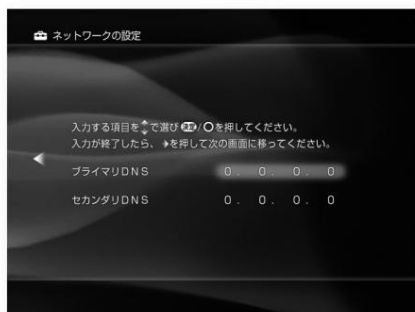 ネットワークの設定
入力する項目を で選び 決定/○を押してください。
入力が終了したら、→を押して次の画面に移ってください。
プライマリDNS 0. 0. 0. 0
セカンダリDNS 0. 0. 0. 0